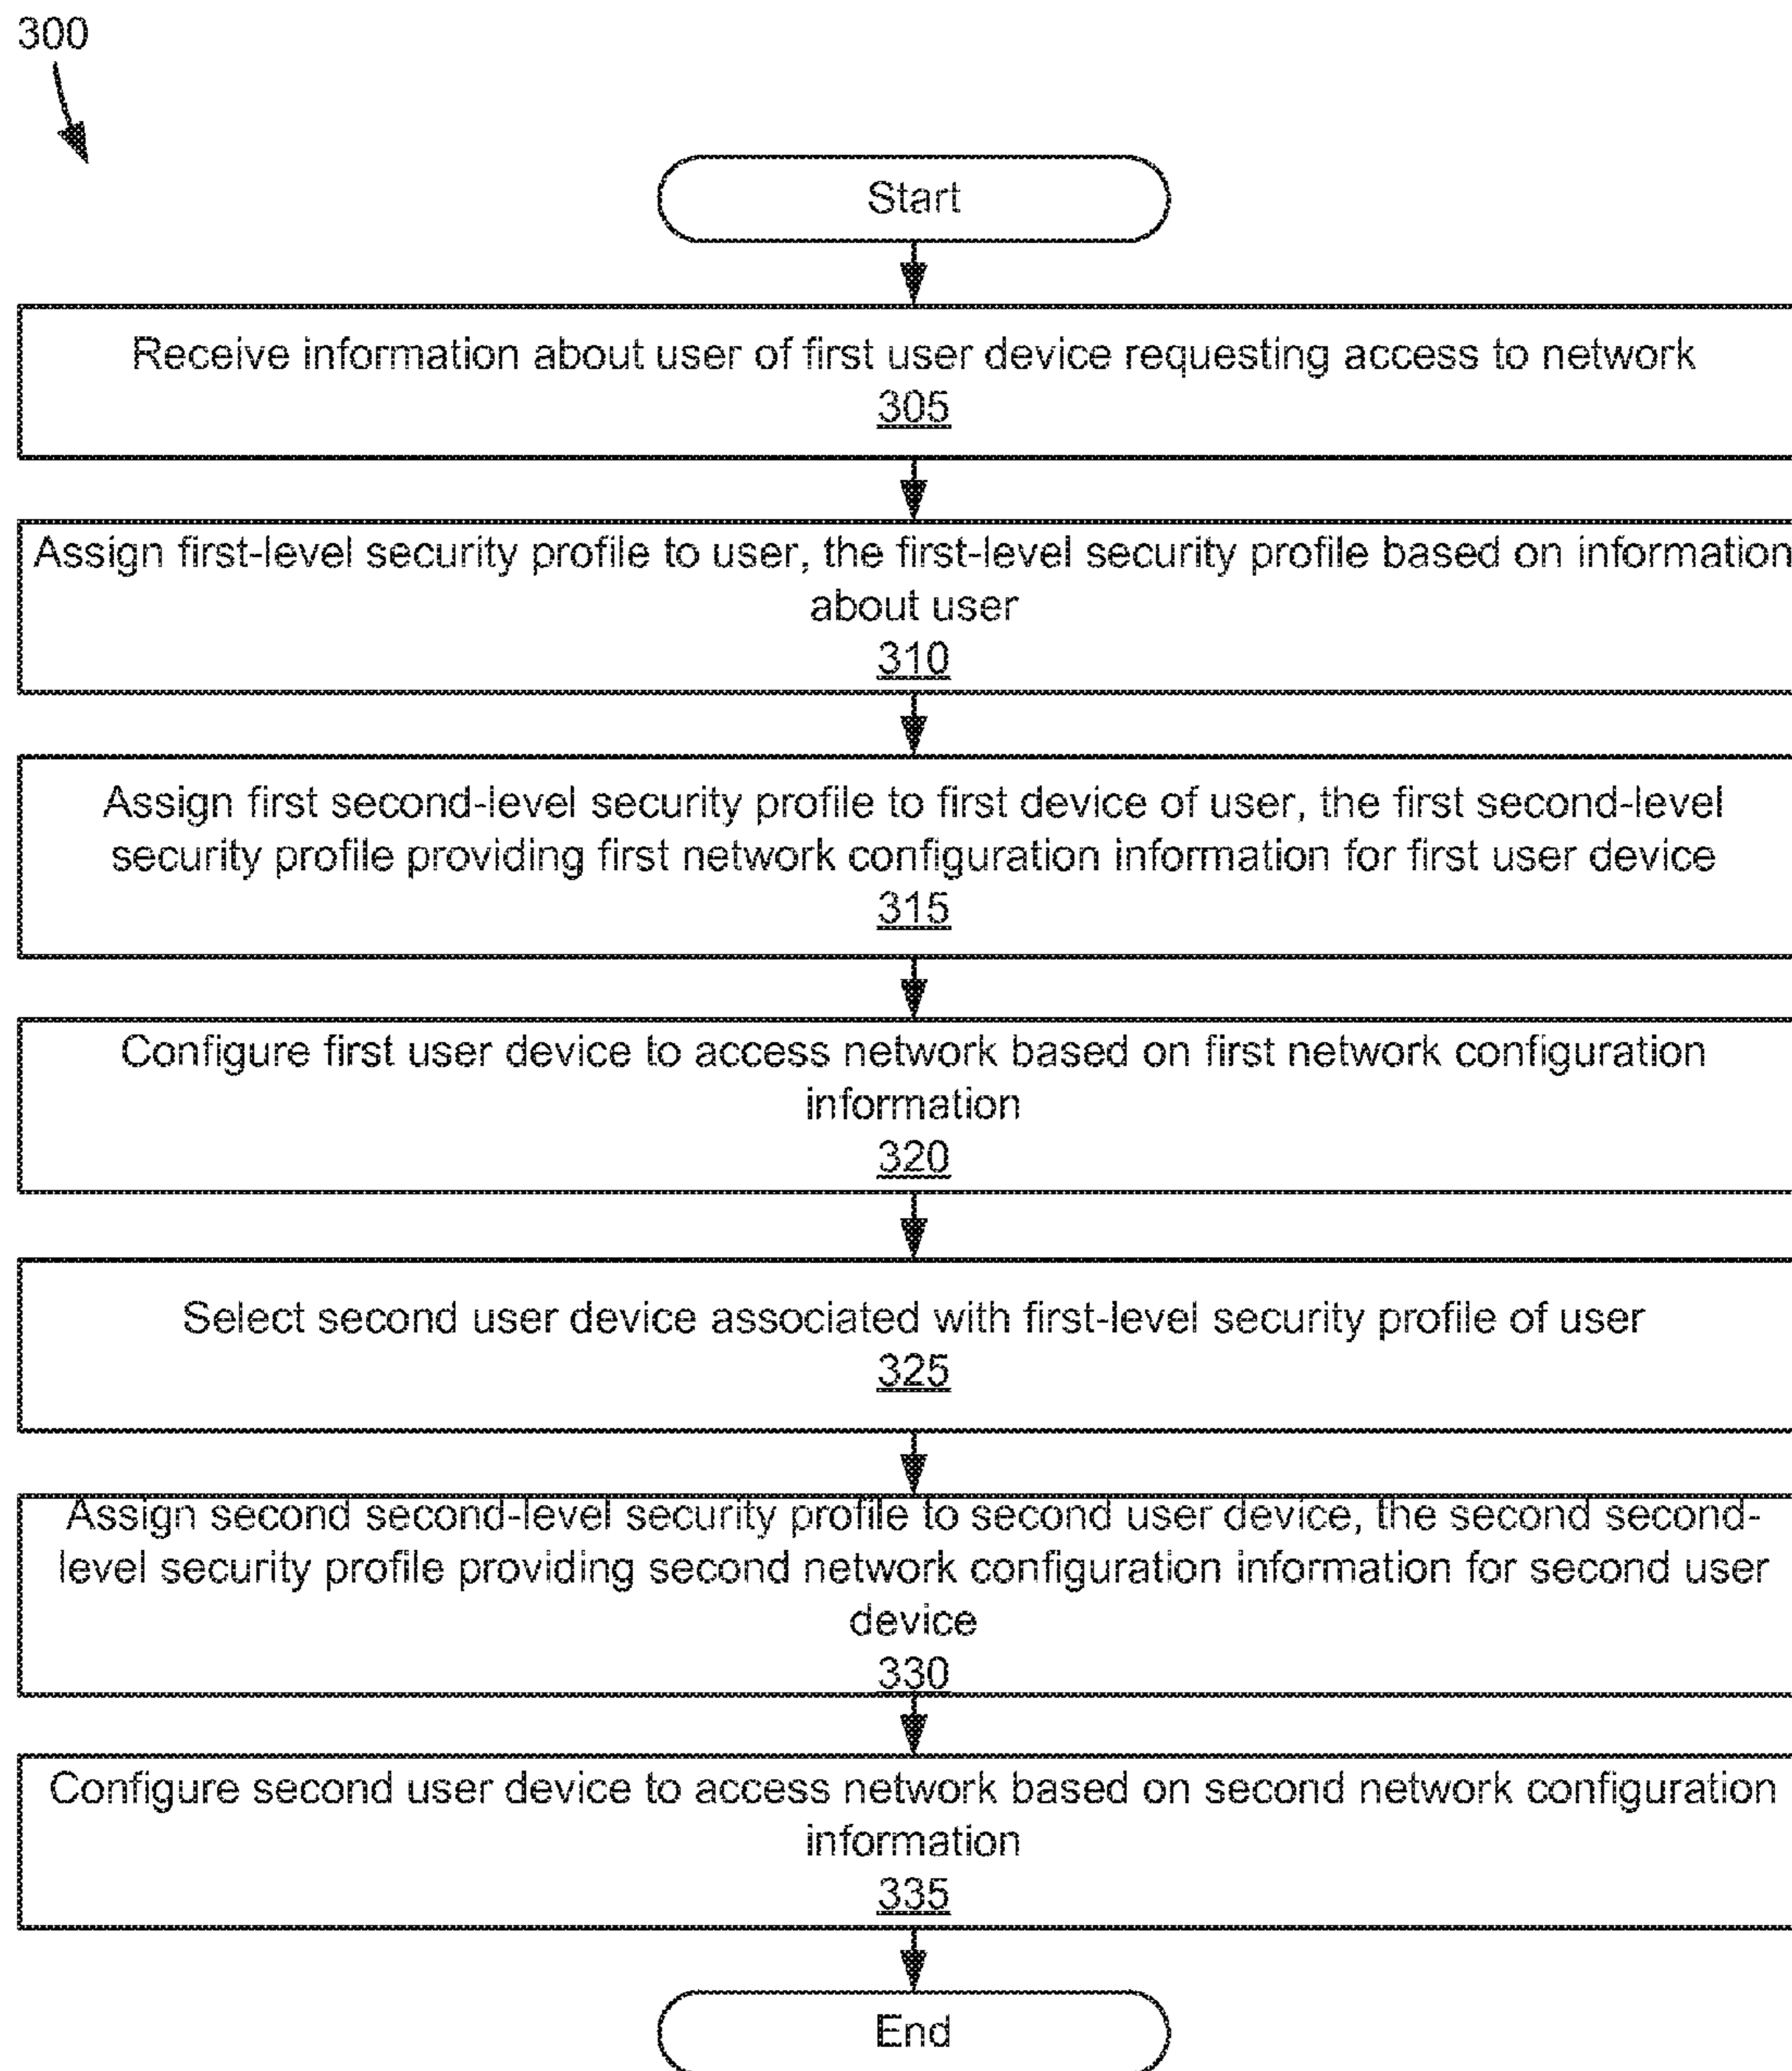 300
Start
Receive information about user of first user device requesting access to network
305
Assign first-level security profile to user, the first-level security profile based on information
about user
310
Assign first second-level security profile to first device of user, the first second-level
security profile providing first network configuration information for first user device
315
Configure first user device to access network based on first network configuration
information
320
Select second user device associated with first-level security profile of user
325
Assign second second-level security profile to second user device, the second second-
level security profile providing second network configuration information for second user
device
330
Configure second user device to access network based on second network configuration
information
335
End